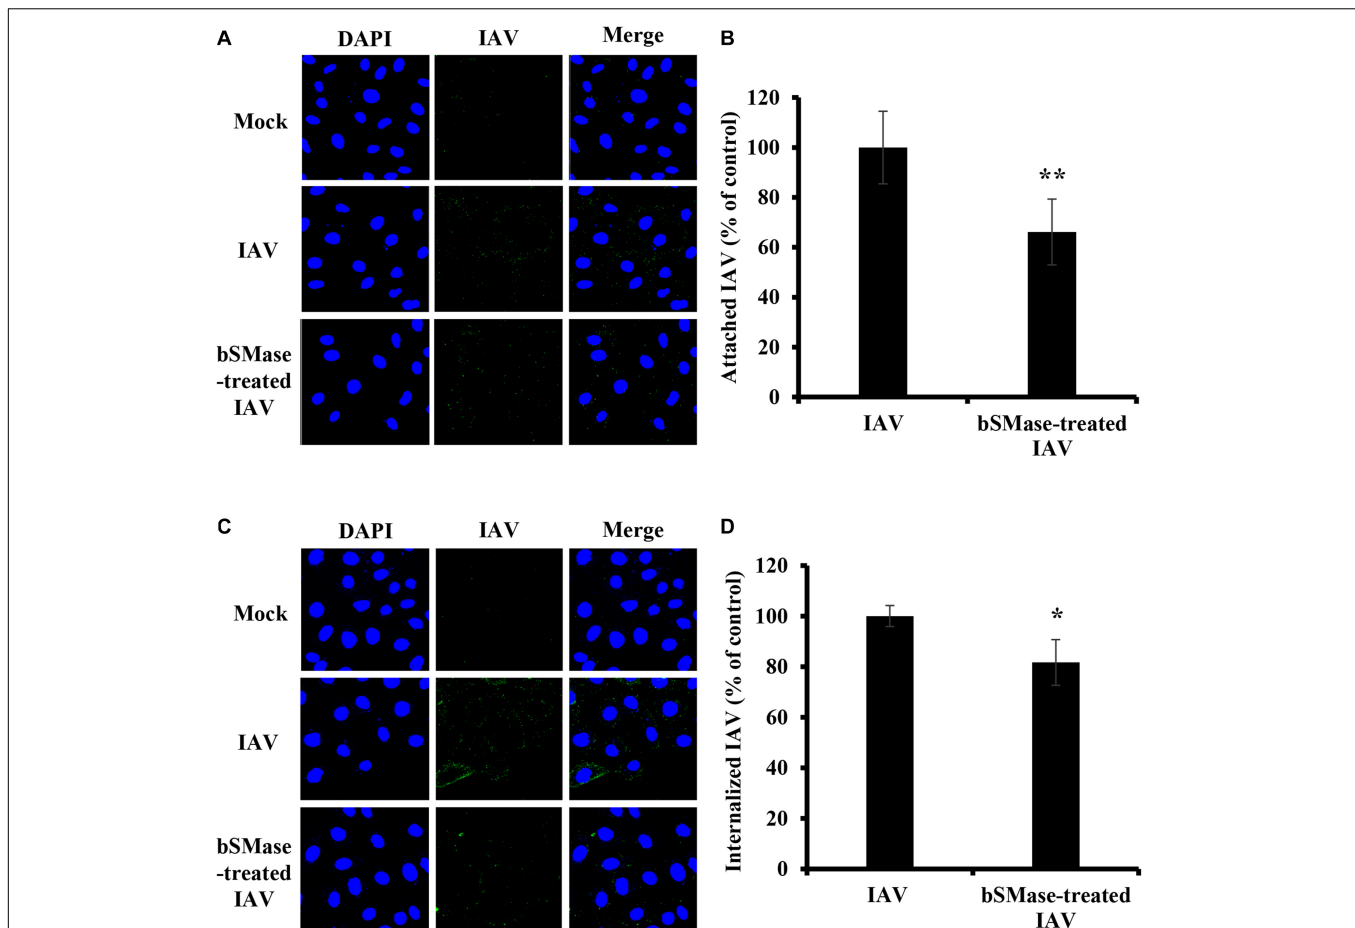 A
DAPI
IAV
Merge
Mock
IAV
bSMase
-treated
IAV
B
Attached IAV (% of control)
120
100
80
60
40
20
0
**
IAV
bSMase-treated
IAV
C
DAPI
IAV
Merge
Mock
IAV
bSMase
-treated
IAV
D
Internalized IAV (% of control)
120
100
80
60
40
20
0
*
IAV
bSMase-treated
IAV